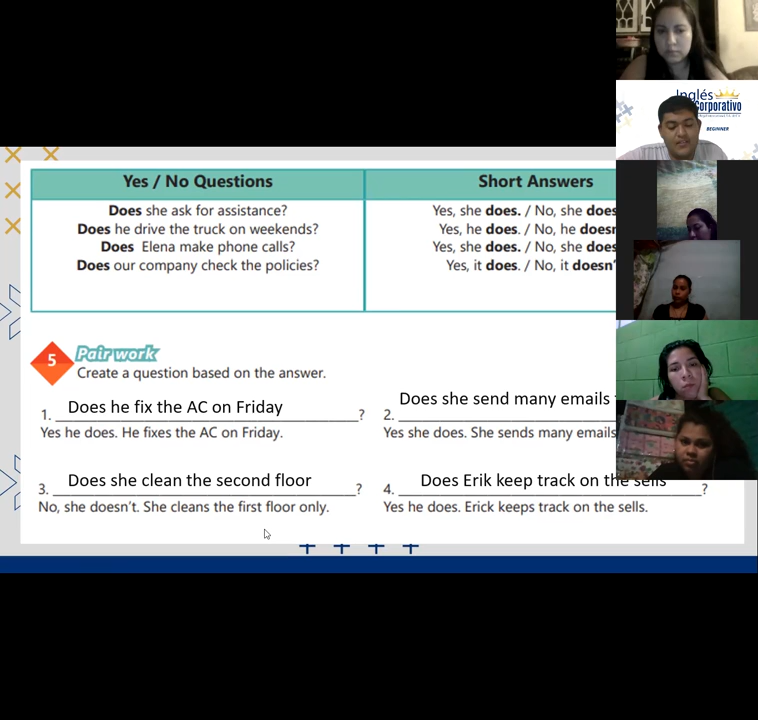 Inglés
Corporativo
BEGINNER
Yes / No Questions
Short Answers
Does she ask for assistance?
Yes, she does. / No, she
Does he drive the truck on weekends?
Yes, he does. / No, he
Does Elena make phone calls?
Yes, she does. / No, she
Does our company check the policies?
Yes, it does. / No, it
5
Pair work
Create a question based on the answer.
1. Does he fix the AC on Friday ?
Yes he does. He fixes the AC on Friday.
2. Does she send many emails
Yes she does. She sends many emails
3. Does she clean the second floor ?
No, she doesn't. She cleans the first floor only.
4. Does Erik keep track on the sells ?
Yes he does. Erick keeps track on the sells.